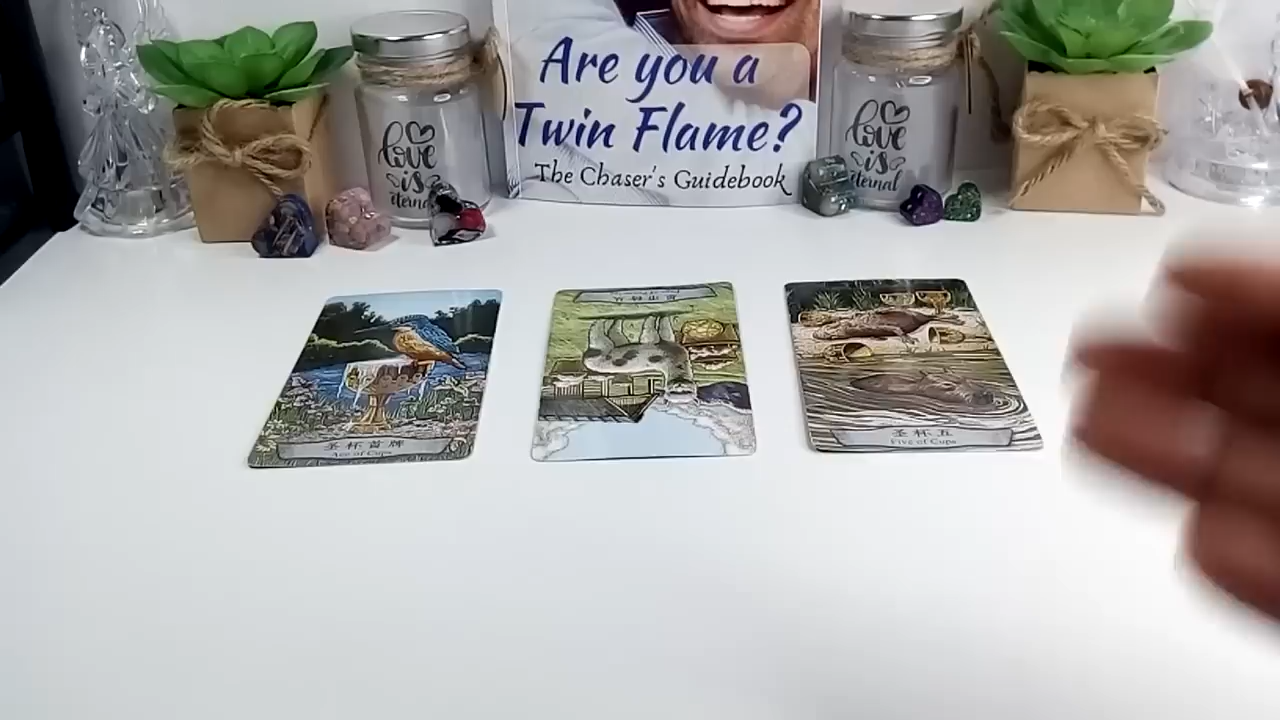 Are you a
Twin Flame?
The Chaser's Guidebook
love
is
eternal
love
is
eternal
圣杯首牌
Ace of Cups
圣杯五
Five of Cups